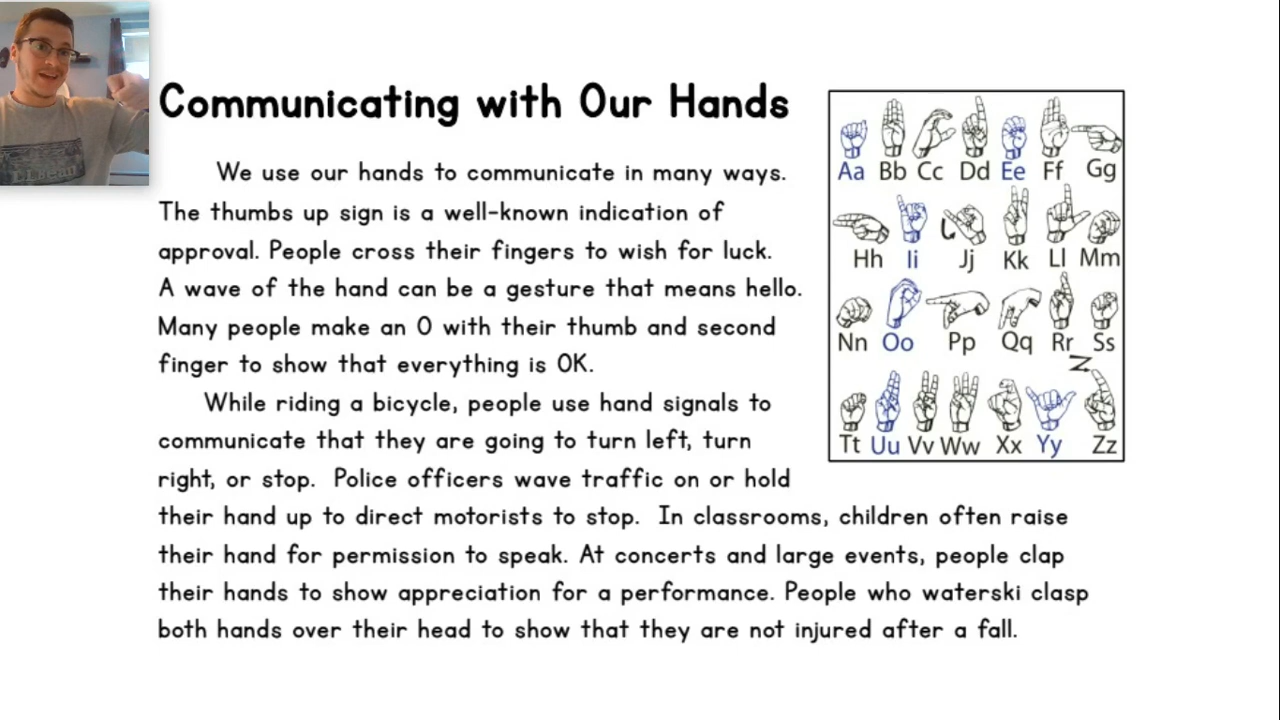 Communicating with Our Hands
We use our hands to communicate in many ways.
The thumbs up sign is a well-known indication of
approval. People cross their fingers to wish for luck.
A wave of the hand can be a gesture that means hello.
Many people make an O with their thumb and second
finger to show that everything is OK.
While riding a bicycle, people use hand signals to
communicate that they are going to turn left, turn
right, or stop. Police officers wave traffic on or hold
their hand up to direct motorists to stop. In classrooms, children often raise
their hand for permission to speak. At concerts and large events, people clap
their hands to show appreciation for a performance. People who waterski clasp
both hands over their head to show that they are not injured after a fall.
Aa Bb Cc Dd Ee Ff Gg
Hh Ii Jj Kk Ll Mm
Nn Oo Pp Qq Rr Ss
Tt Uu Vv Ww Xx Yy Zz
L.L.Bean